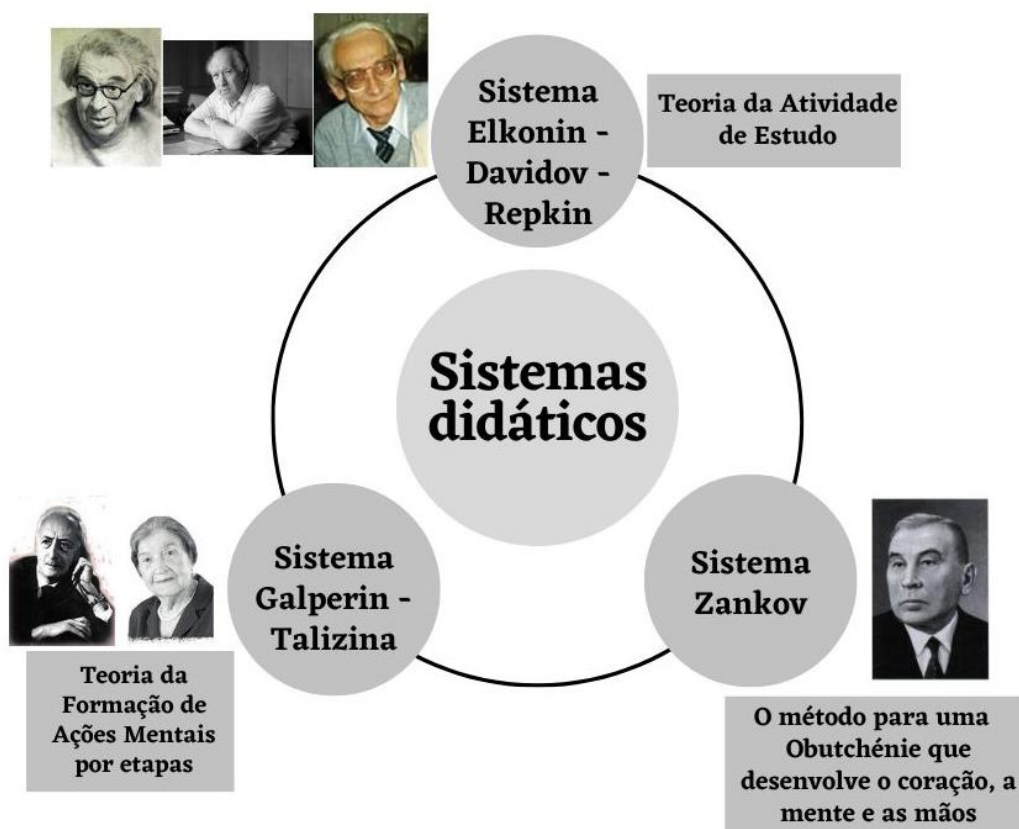 Sistema
Elkonin -
Davidov -
Repkin
Teoria da Atividade
de Estudo
Sistemas
didáticos
Sistema
Galperin -
Talizina
Teoria da
Formação de
Ações Mentais
por etapas
Sistema
Zankov
O método para uma
Obutchénie que
desenvolve o coração, a
mente e as mãos